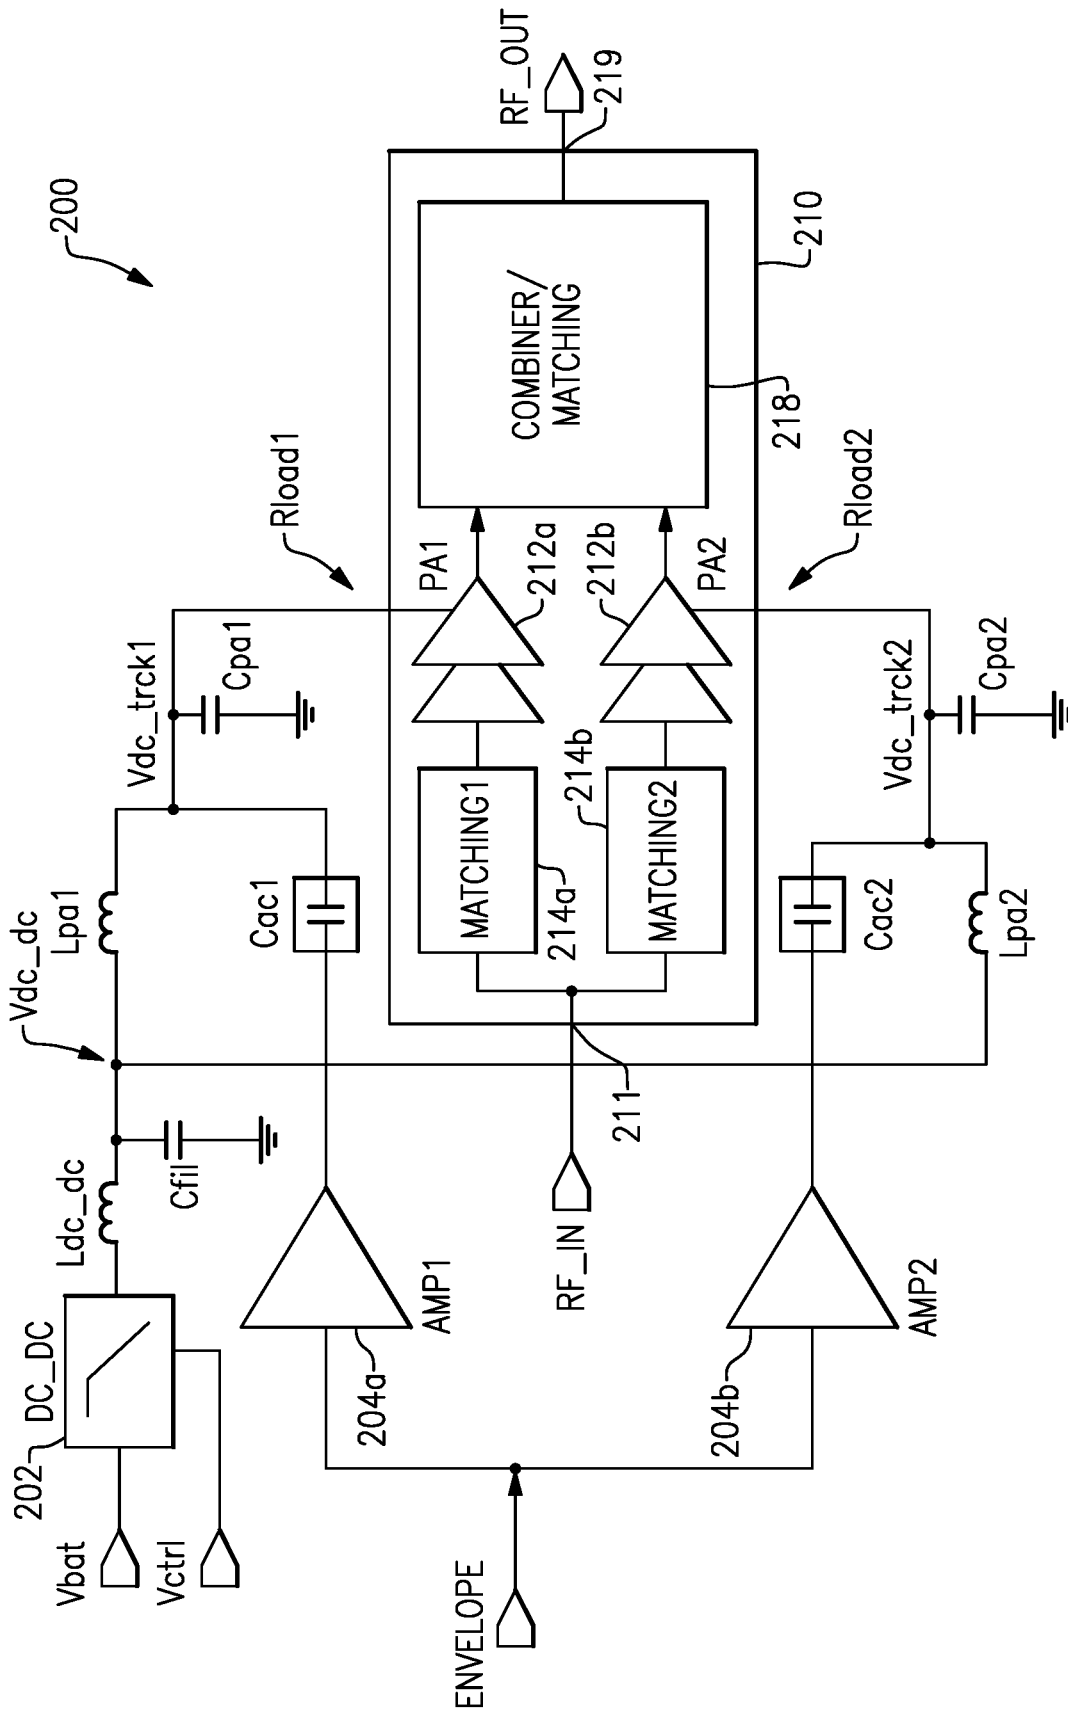 200
Vbat
Vctrl
202
DC_DC
Ldc_dc
Cfil
Vdc_dc
Lpa1
Vdc_trck1
Cpa1
Cac1
Rload1
ENVELOPE
204a
AMP1
204b
AMP2
RF_IN
211
MATCHING1
214a
MATCHING2
214b
PA1
212a
212b
PA2
COMBINER/
MATCHING
218
210
RF_OUT
219
Rload2
Vdc_trck2
Cpa2
Cac2
Lpa2